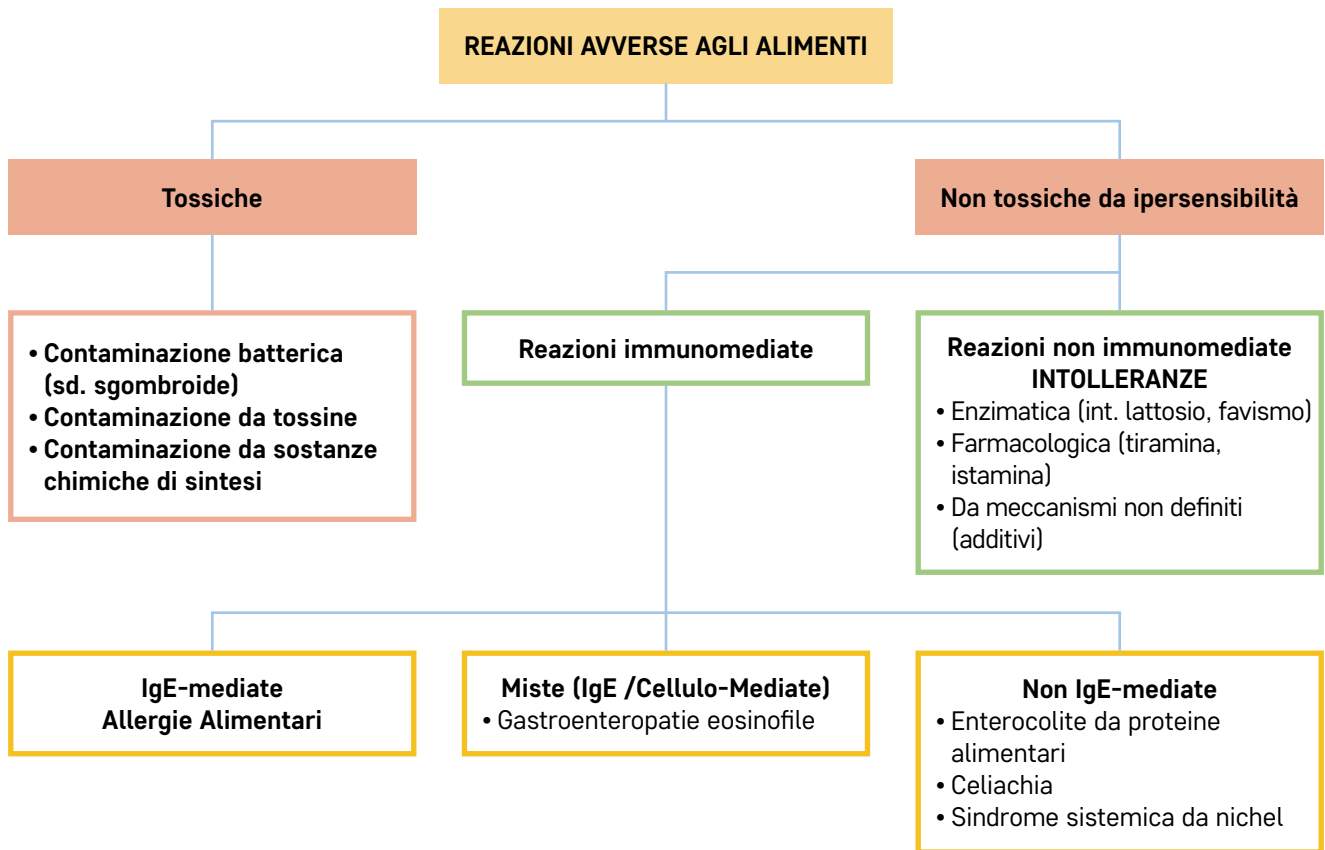 REAZIONI AVVERSE AGLI ALIMENTI
Tossiche
Non tossiche da ipersensibilità
• Contaminazione batterica
(sd. sgombroide)
• Contaminazione da tossine
• Contaminazione da sostanze
chimiche di sintesi
Reazioni immunomediate
Reazioni non immunomediate
INTOLLERANZE
• Enzimatica (int. lattosio, favismo)
• Farmacologica (tiramina,
istamina)
• Da meccanismi non definiti
(additivi)
IgE-mediate
Allergie Alimentari
Miste (IgE /Cellulo-Mediate)
• Gastroenteropatie eosinofile
Non IgE-mediate
• Enterocolite da proteine
alimentari
• Celiachia
• Sindrome sistemica da nichel